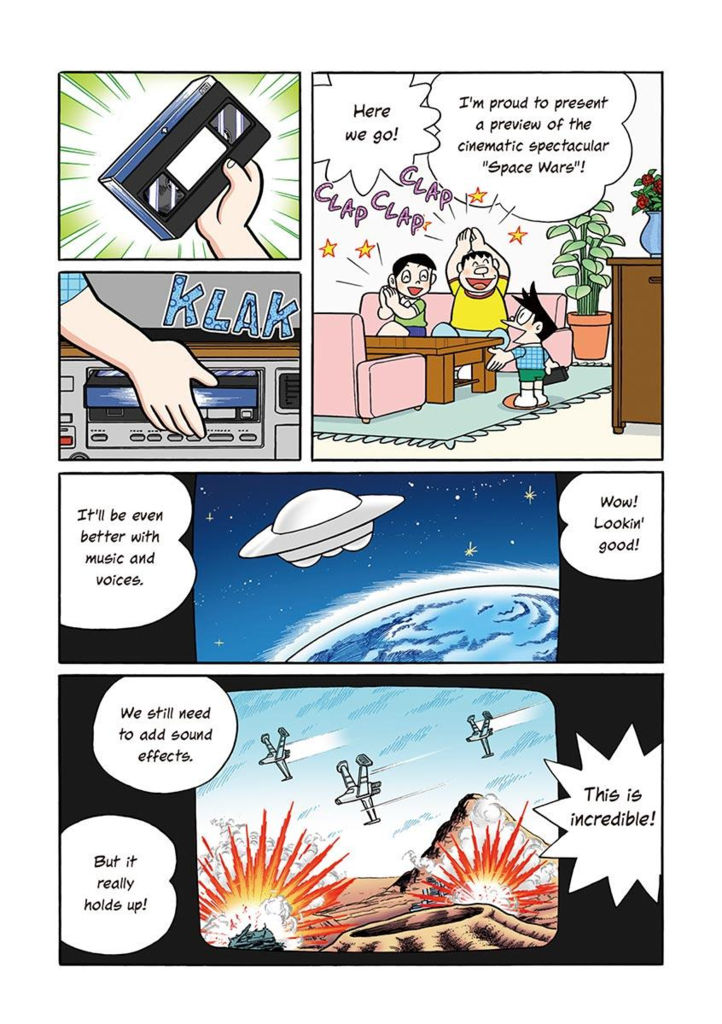 Here
we go!
I'm proud to present
a preview of the
cinematic spectacular
"Space Wars"!
CLAP
CLAP
CLAP
KLAK
It'll be even
better with
music and
voices.
Wow!
Lookin'
good!
We still need
to add sound
effects.
This is
incredible!
But it
really
holds up!